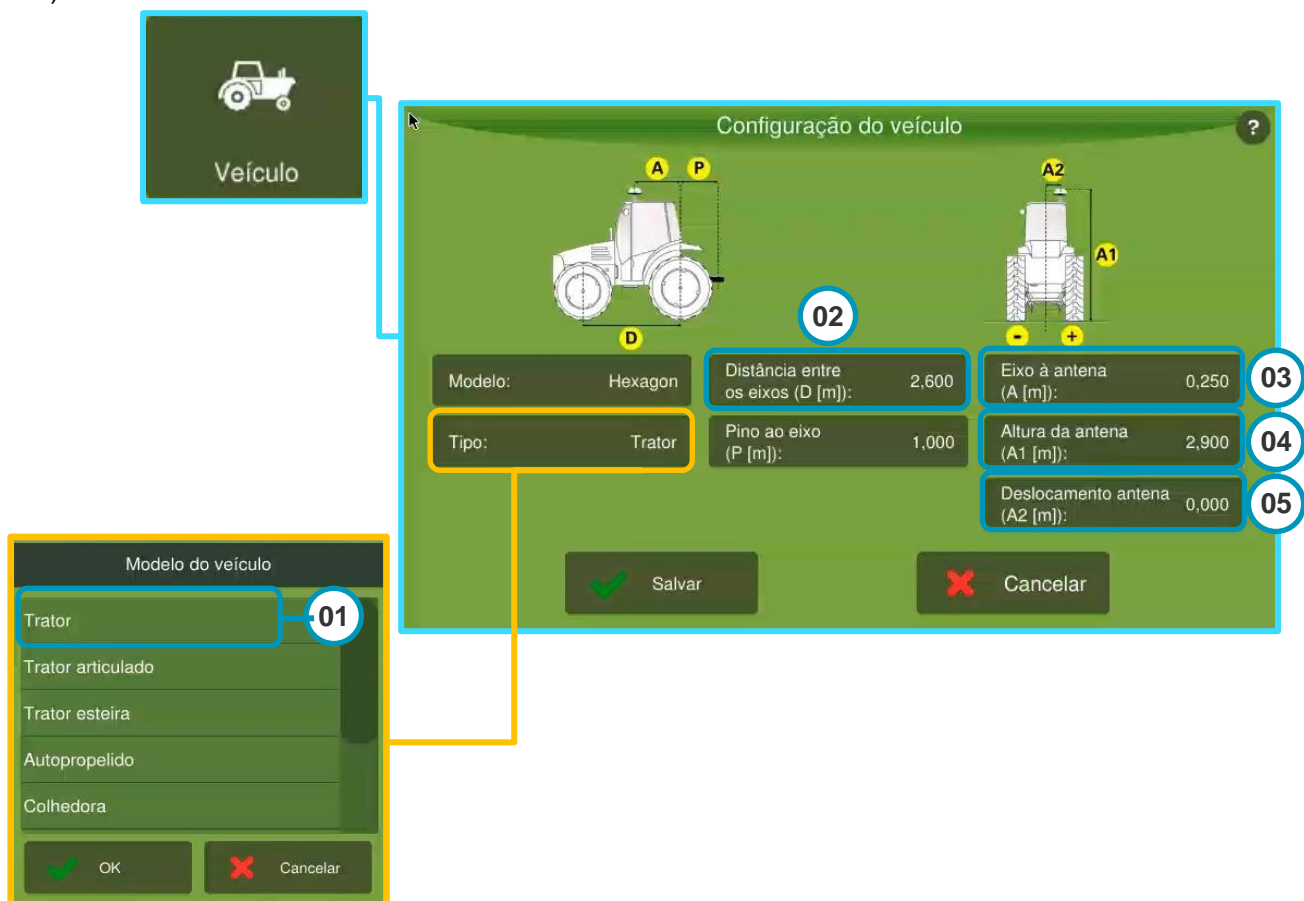 Veículo
Configuração do veículo
?
A P
A2
A1
D
- +
02
Modelo: Hexagon
Distância entre
os eixos (D [m]): 2,600
Eixo à antena
(A [m]): 0,250
03
Tipo: Trator
Pino ao eixo
(P [m]): 1,000
Altura da antena
(A1 [m]): 2,900
04
Deslocamento antena
(A2 [m]): 0,000
05
Salvar
Cancelar
Modelo do veículo
Trator
01
Trator articulado
Trator esteira
Autopropelido
Colhedora
OK
Cancelar